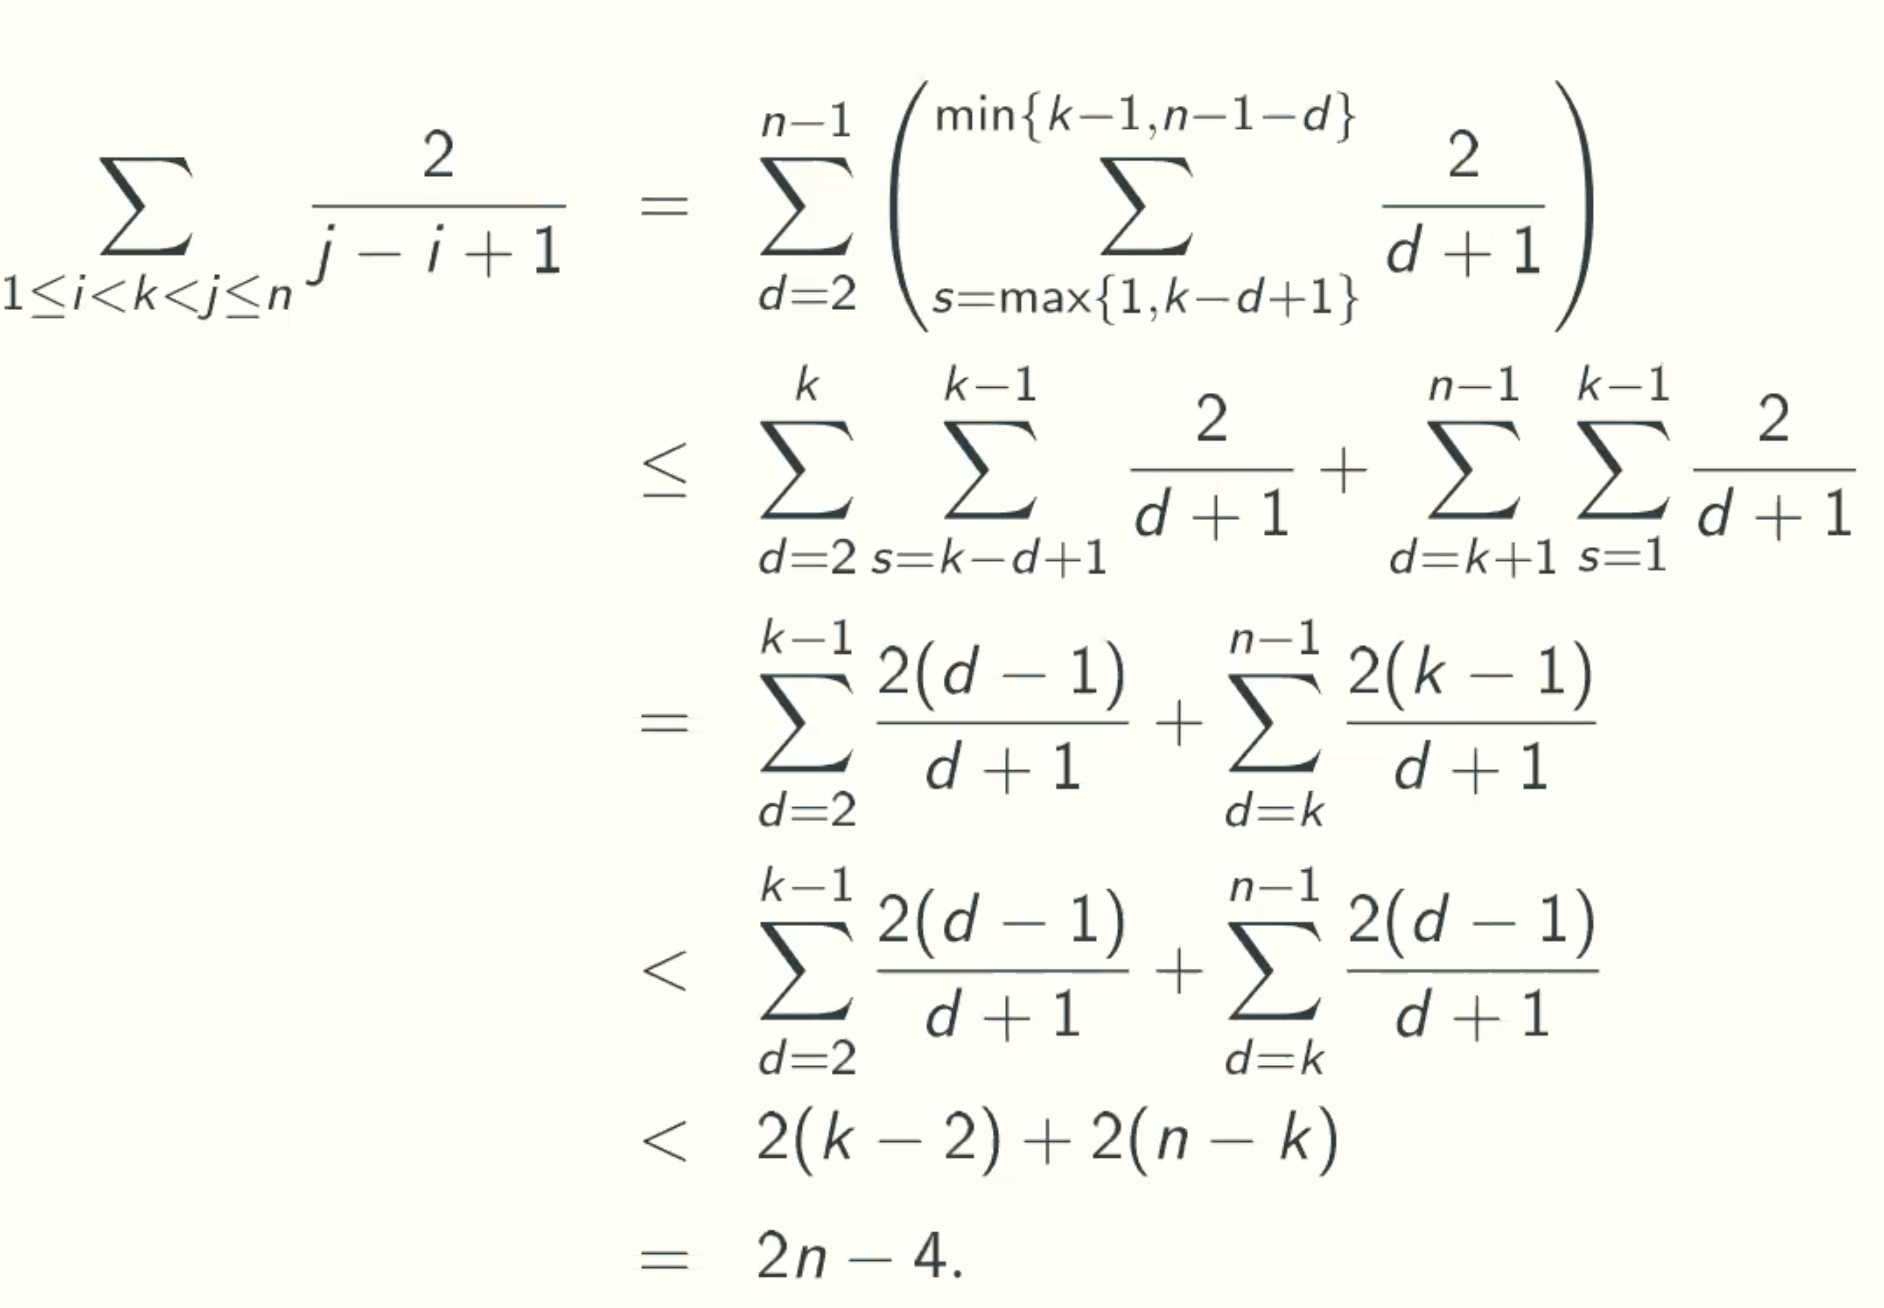 \sum_{1 \leq i < k < j \leq n} \frac{2}{j-i+1} = \sum_{d=2}^{n-1} \left( \sum_{s=\max\{1,k-d+1\}}^{\min\{k-1,n-1-d\}} \frac{2}{d+1} \right)
\leq \sum_{d=2}^{k} \sum_{s=k-d+1}^{k-1} \frac{2}{d+1} + \sum_{d=k+1}^{n-1} \sum_{s=1}^{k-1} \frac{2}{d+1}
= \sum_{d=2}^{k-1} \frac{2(d-1)}{d+1} + \sum_{d=k}^{n-1} \frac{2(k-1)}{d+1}
< \sum_{d=2}^{k-1} \frac{2(d-1)}{d+1} + \sum_{d=k}^{n-1} \frac{2(d-1)}{d+1}
< 2(k-2) + 2(n-k)
= 2n-4.